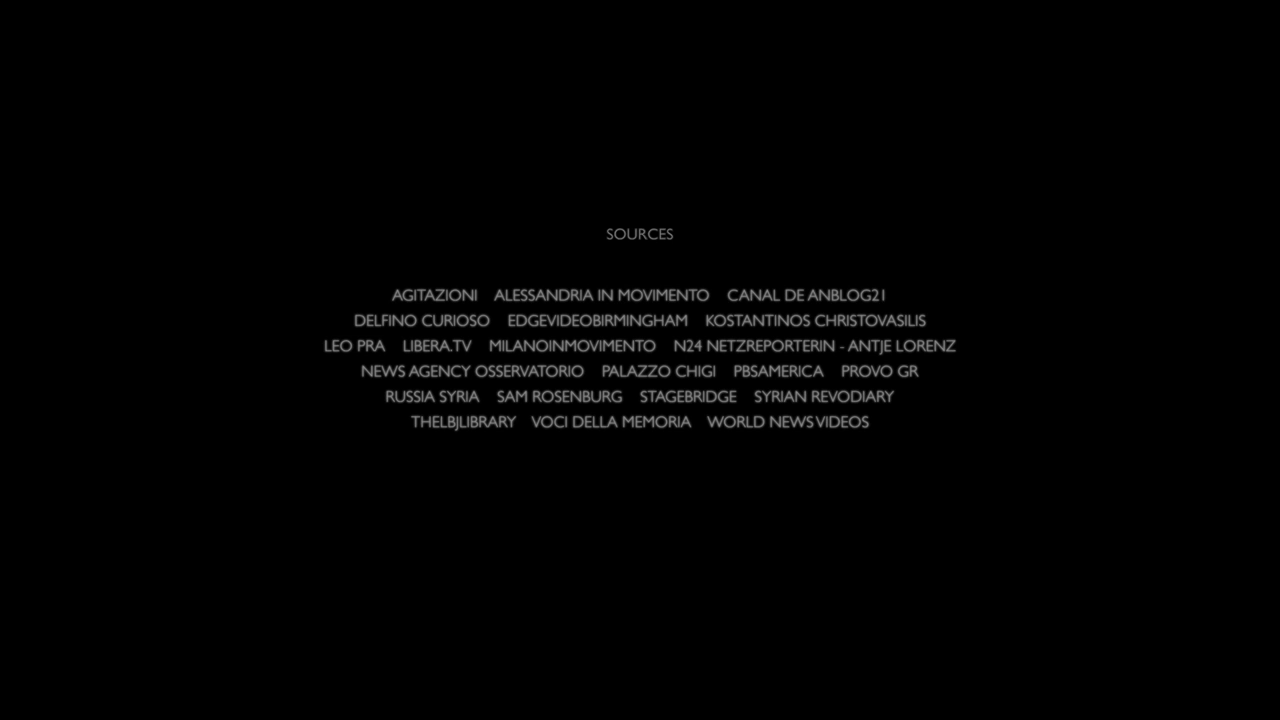 SOURCES
AGITAZIONI ALESSANDRIA IN MOVIMENTO CANAL DE ANBLOG21
DELFINO CURIOSO EDGEVIDEOBIRMINGHAM KOSTANTINOS CHRISTOVASILIS
LEO PRA LIBERA.TV MILANOINMOVIMENTO N24 NETZREPORTERIN - ANTJE LORENZ
NEWS AGENCY OSSERVATORIO PALAZZO CHIGI PBSAMERICA PROVO GR
RUSSIA SYRIA SAM ROSENBURG STAGEBRIDGE SYRIAN REVODIARY
THELBJLIBRARY VOCI DELLA MEMORIA WORLD NEWS VIDEOS